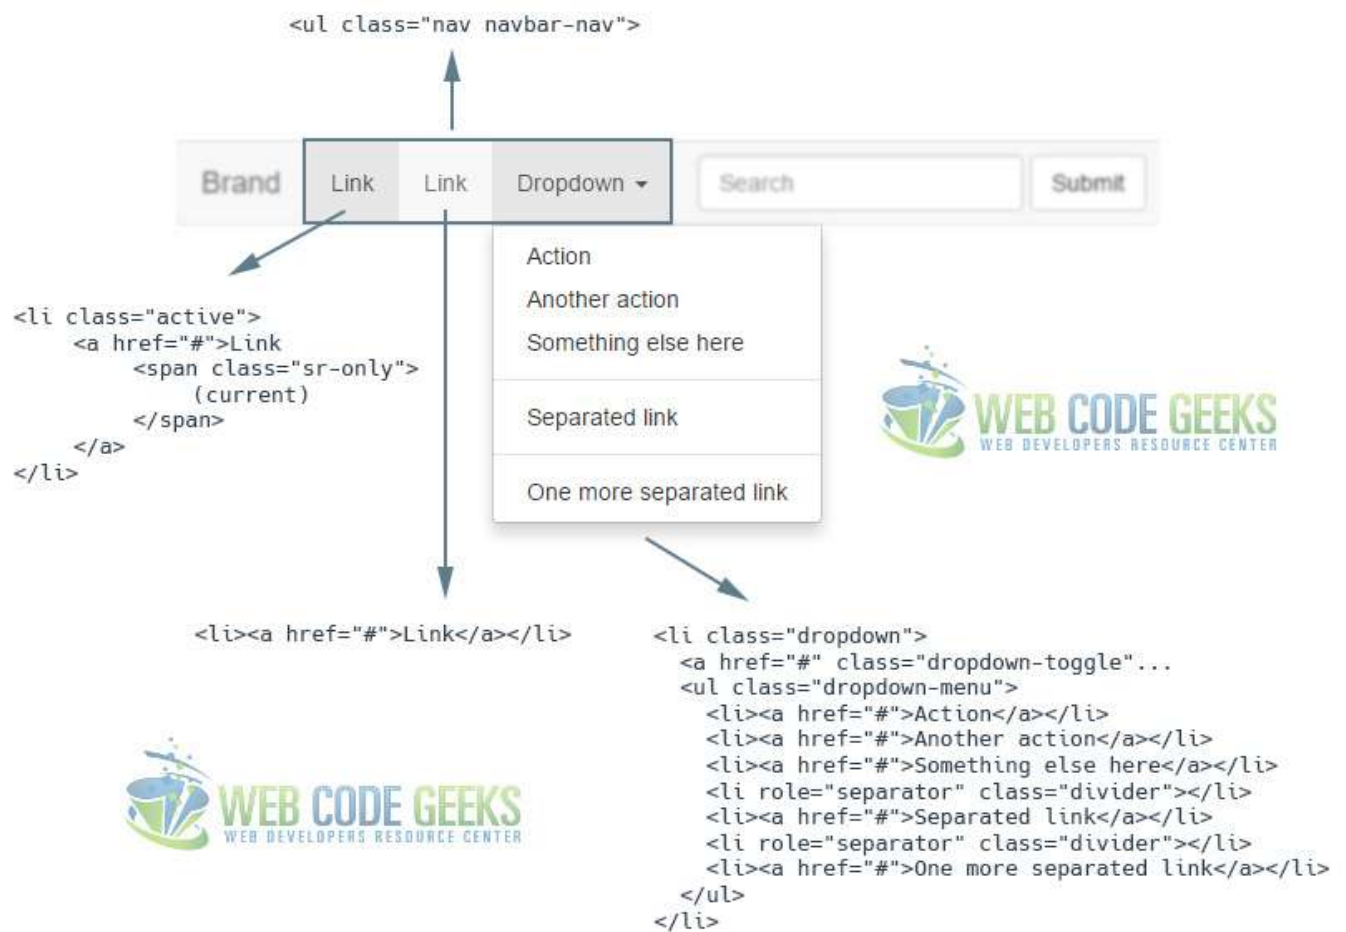 <ul class="nav navbar-nav">
Brand Link Link Dropdown Search Submit
Action
Another action
Something else here
Separated link
One more separated link
<li class="active">
<a href="#">Link
<span class="sr-only">
(current)
</span>
</a>
</li>
WEB CODE GEEKS
WEB DEVELOPERS RESOURCE CENTER
<li><a href="#">Link</a></li>
<li class="dropdown">
<a href="#" class="dropdown-toggle"...
<ul class="dropdown-menu">
<li><a href="#">Action</a></li>
<li><a href="#">Another action</a></li>
<li><a href="#">Something else here</a></li>
<li role="separator" class="divider"></li>
<li><a href="#">Separated link</a></li>
<li role="separator" class="divider"></li>
<li><a href="#">One more separated link</a></li>
</ul>
</li>
WEB CODE GEEKS
WEB DEVELOPERS RESOURCE CENTER